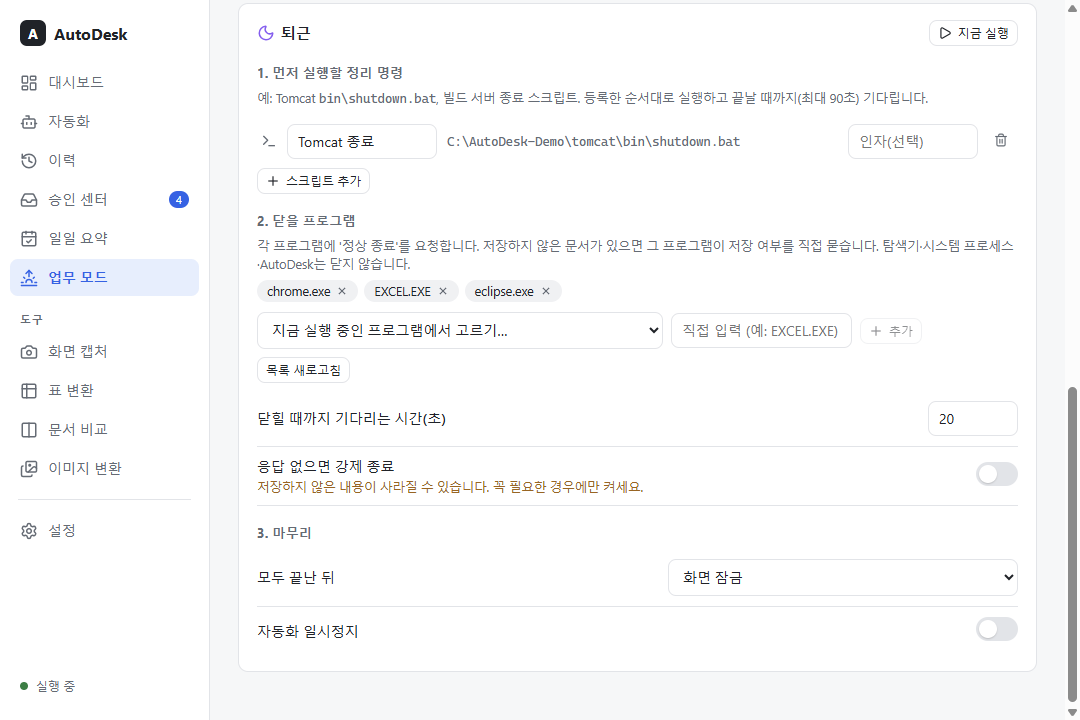 A AutoDesk
대시보드
자동화
이력
승인 센터 4
일일 요약
업무 모드
도구
화면 캡처
표 변환
문서 비교
이미지 변환
설정
실행 중
퇴근
지금 실행
1. 먼저 실행할 정리 명령
예: Tomcat bin\shutdown.bat, 빌드 서버 종료 스크립트. 등록한 순서대로 실행하고 끝날 때까지(최대 90초) 기다립니다.
Tomcat 종료 C:\AutoDesk-Demo\tomcat\bin\shutdown.bat 인자(선택)
+ 스크립트 추가
2. 닫을 프로그램
각 프로그램에 '정상 종료'를 요청합니다. 저장하지 않은 문서가 있으면 그 프로그램이 저장 여부를 직접 묻습니다. 탐색기·시스템 프로세스
·AutoDesk는 닫지 않습니다.
chrome.exe × EXCEL.EXE × eclipse.exe ×
지금 실행 중인 프로그램에서 고르기... 직접 입력 (예: EXCEL.EXE) + 추가
목록 새로고침
닫힐 때까지 기다리는 시간(초) 20
응답 없으면 강제 종료
저장하지 않은 내용이 사라질 수 있습니다. 꼭 필요한 경우에만 켜세요.
3. 마무리
모두 끝난 뒤 화면 잠금
자동화 일시정지